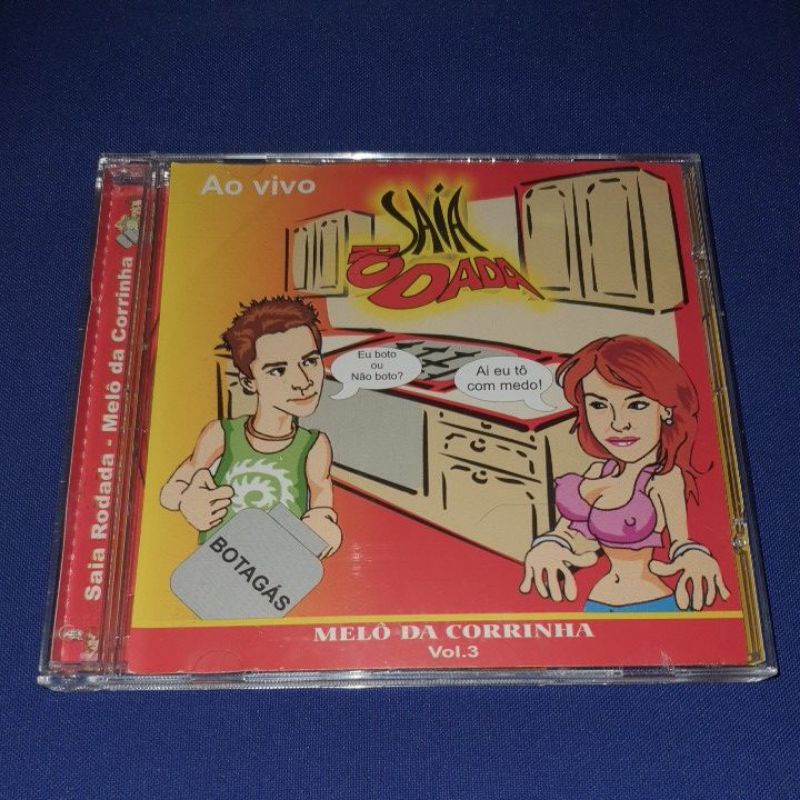 Ao vivo
SAIA
RODADA
Eu boto
ou
Não boto?
Ai eu tô
com medo!
BOTAGÁS
MELÔ DA CORRINHA
Vol.3
Saia Rodada - Melô da Corrinha